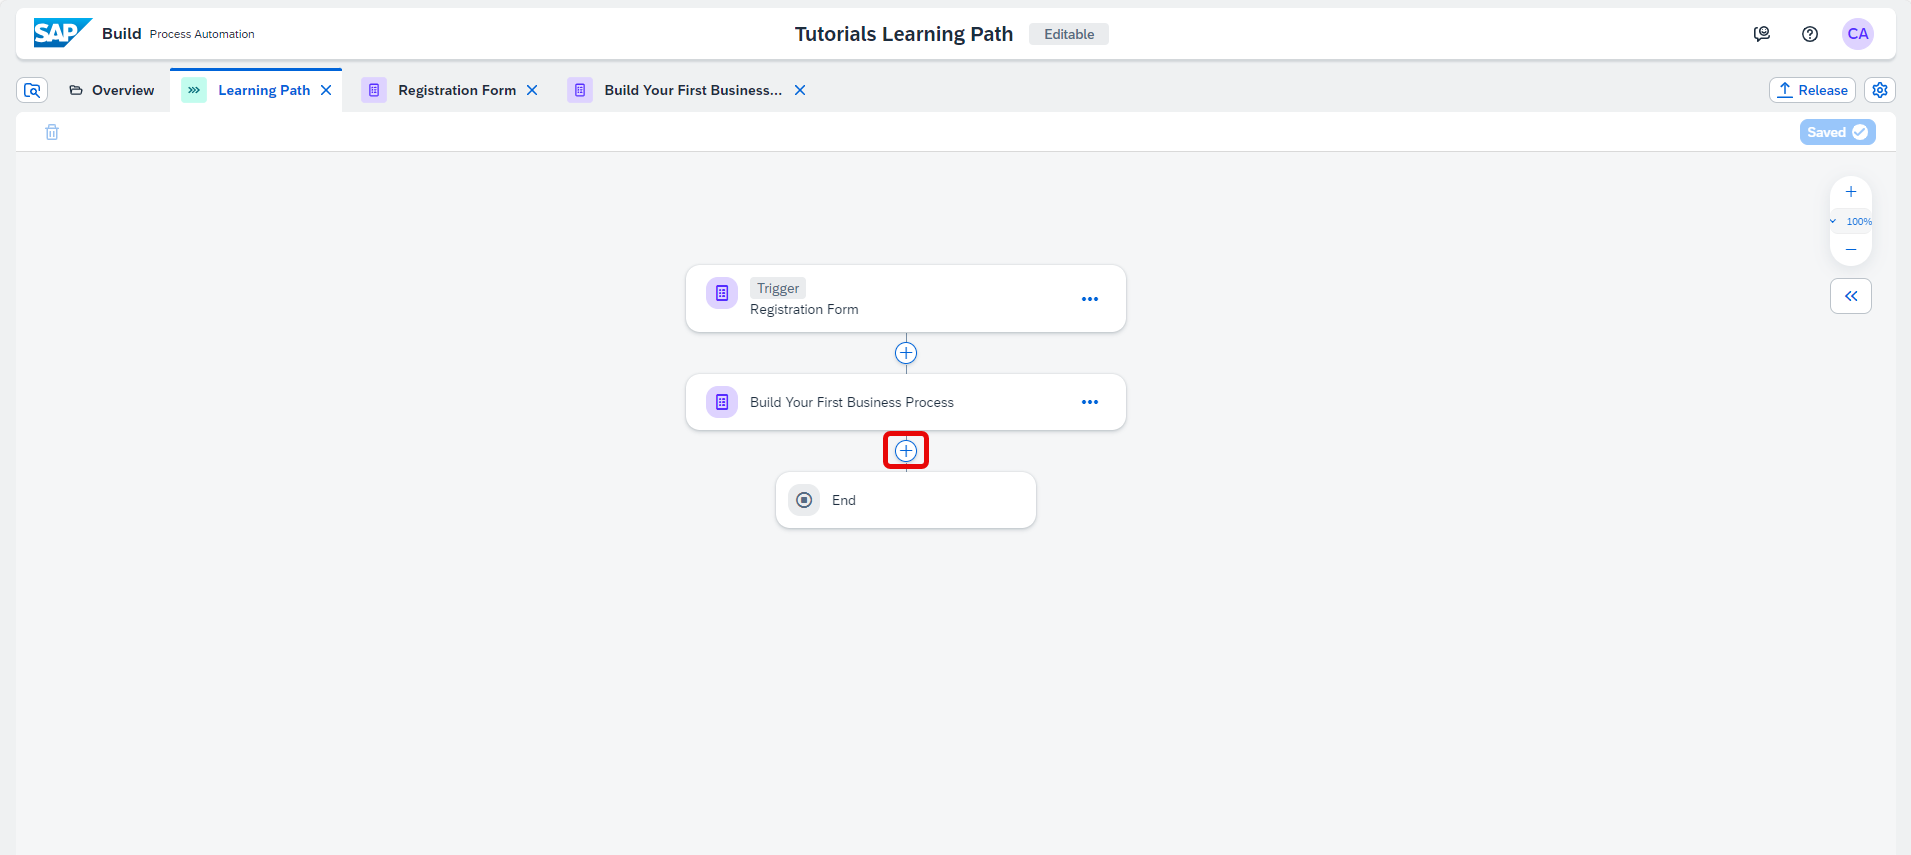 SAP Build Process Automation
Tutorials Learning Path Editable
CA
Overview
Learning Path
Registration Form
Build Your First Business...
Release
Saved
100%
Trigger
Registration Form
Build Your First Business Process
End